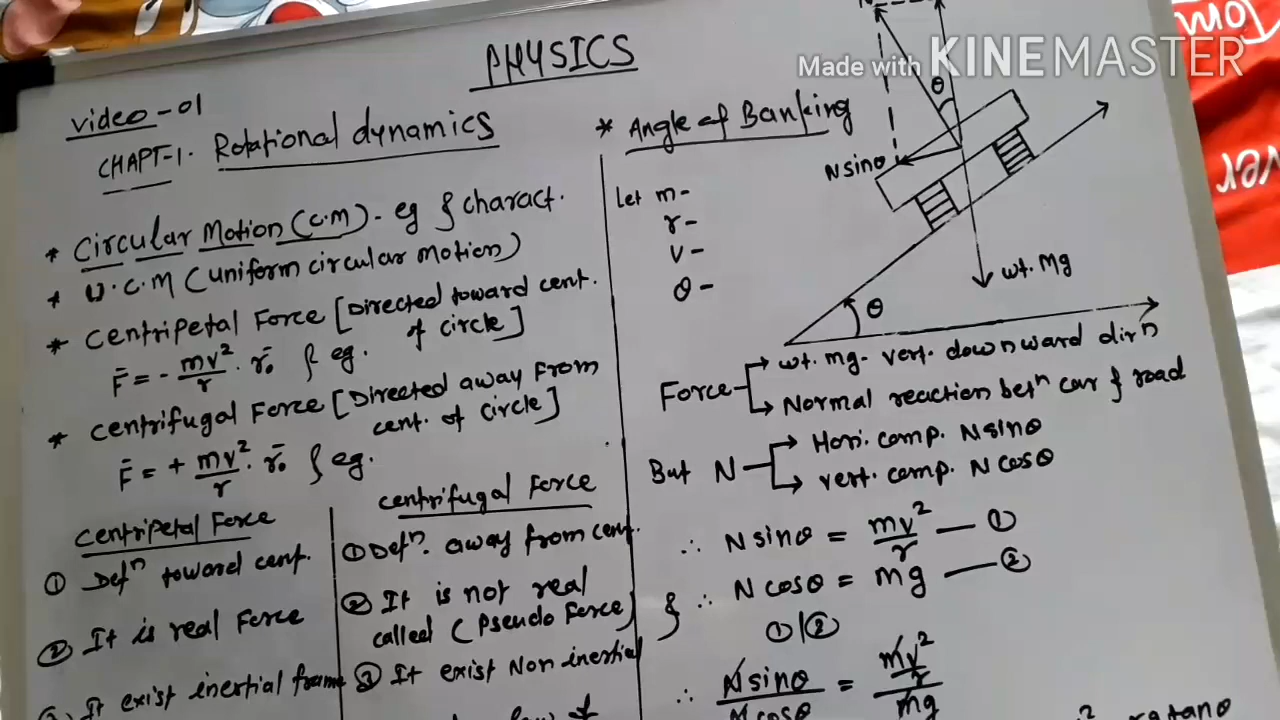 PHYSICS
Made with KINEMASTER
video-01
CHAPT-1. Rotational dynamics
* Circular Motion (C.M) - eg & charact.
* U.C.M (uniform circular motion)
* Centripetal Force [Directed toward cent. of circle]
F̄ = - mv²/r · r̄₀ & eg.
* Centrifugal Force [Directed away from cent. of circle]
F̄ = + mv²/r · r̄₀ & eg.
Centripetal Force
① Defⁿ toward cent.
② It is real Force
It exist inertial frame
Centrifugal Force
① Defⁿ. away from cent.
② It is not real
called (Pseudo Force)
③ It exist Non inertial
* Angle of Banking
Let m-
r-
v-
θ-
θ
N sinθ
wt. Mg
θ
Force → wt. mg - vert. downward dirⁿ
→ Normal reaction betⁿ car & road
But N → Hori. comp. N sinθ
→ vert. comp. N cosθ
∴ N sinθ = mv²/r — ①
& ∴ N cosθ = mg — ②
①|②
∴ N sinθ / N cosθ = mv²/r / mg
rg tanθ
ver